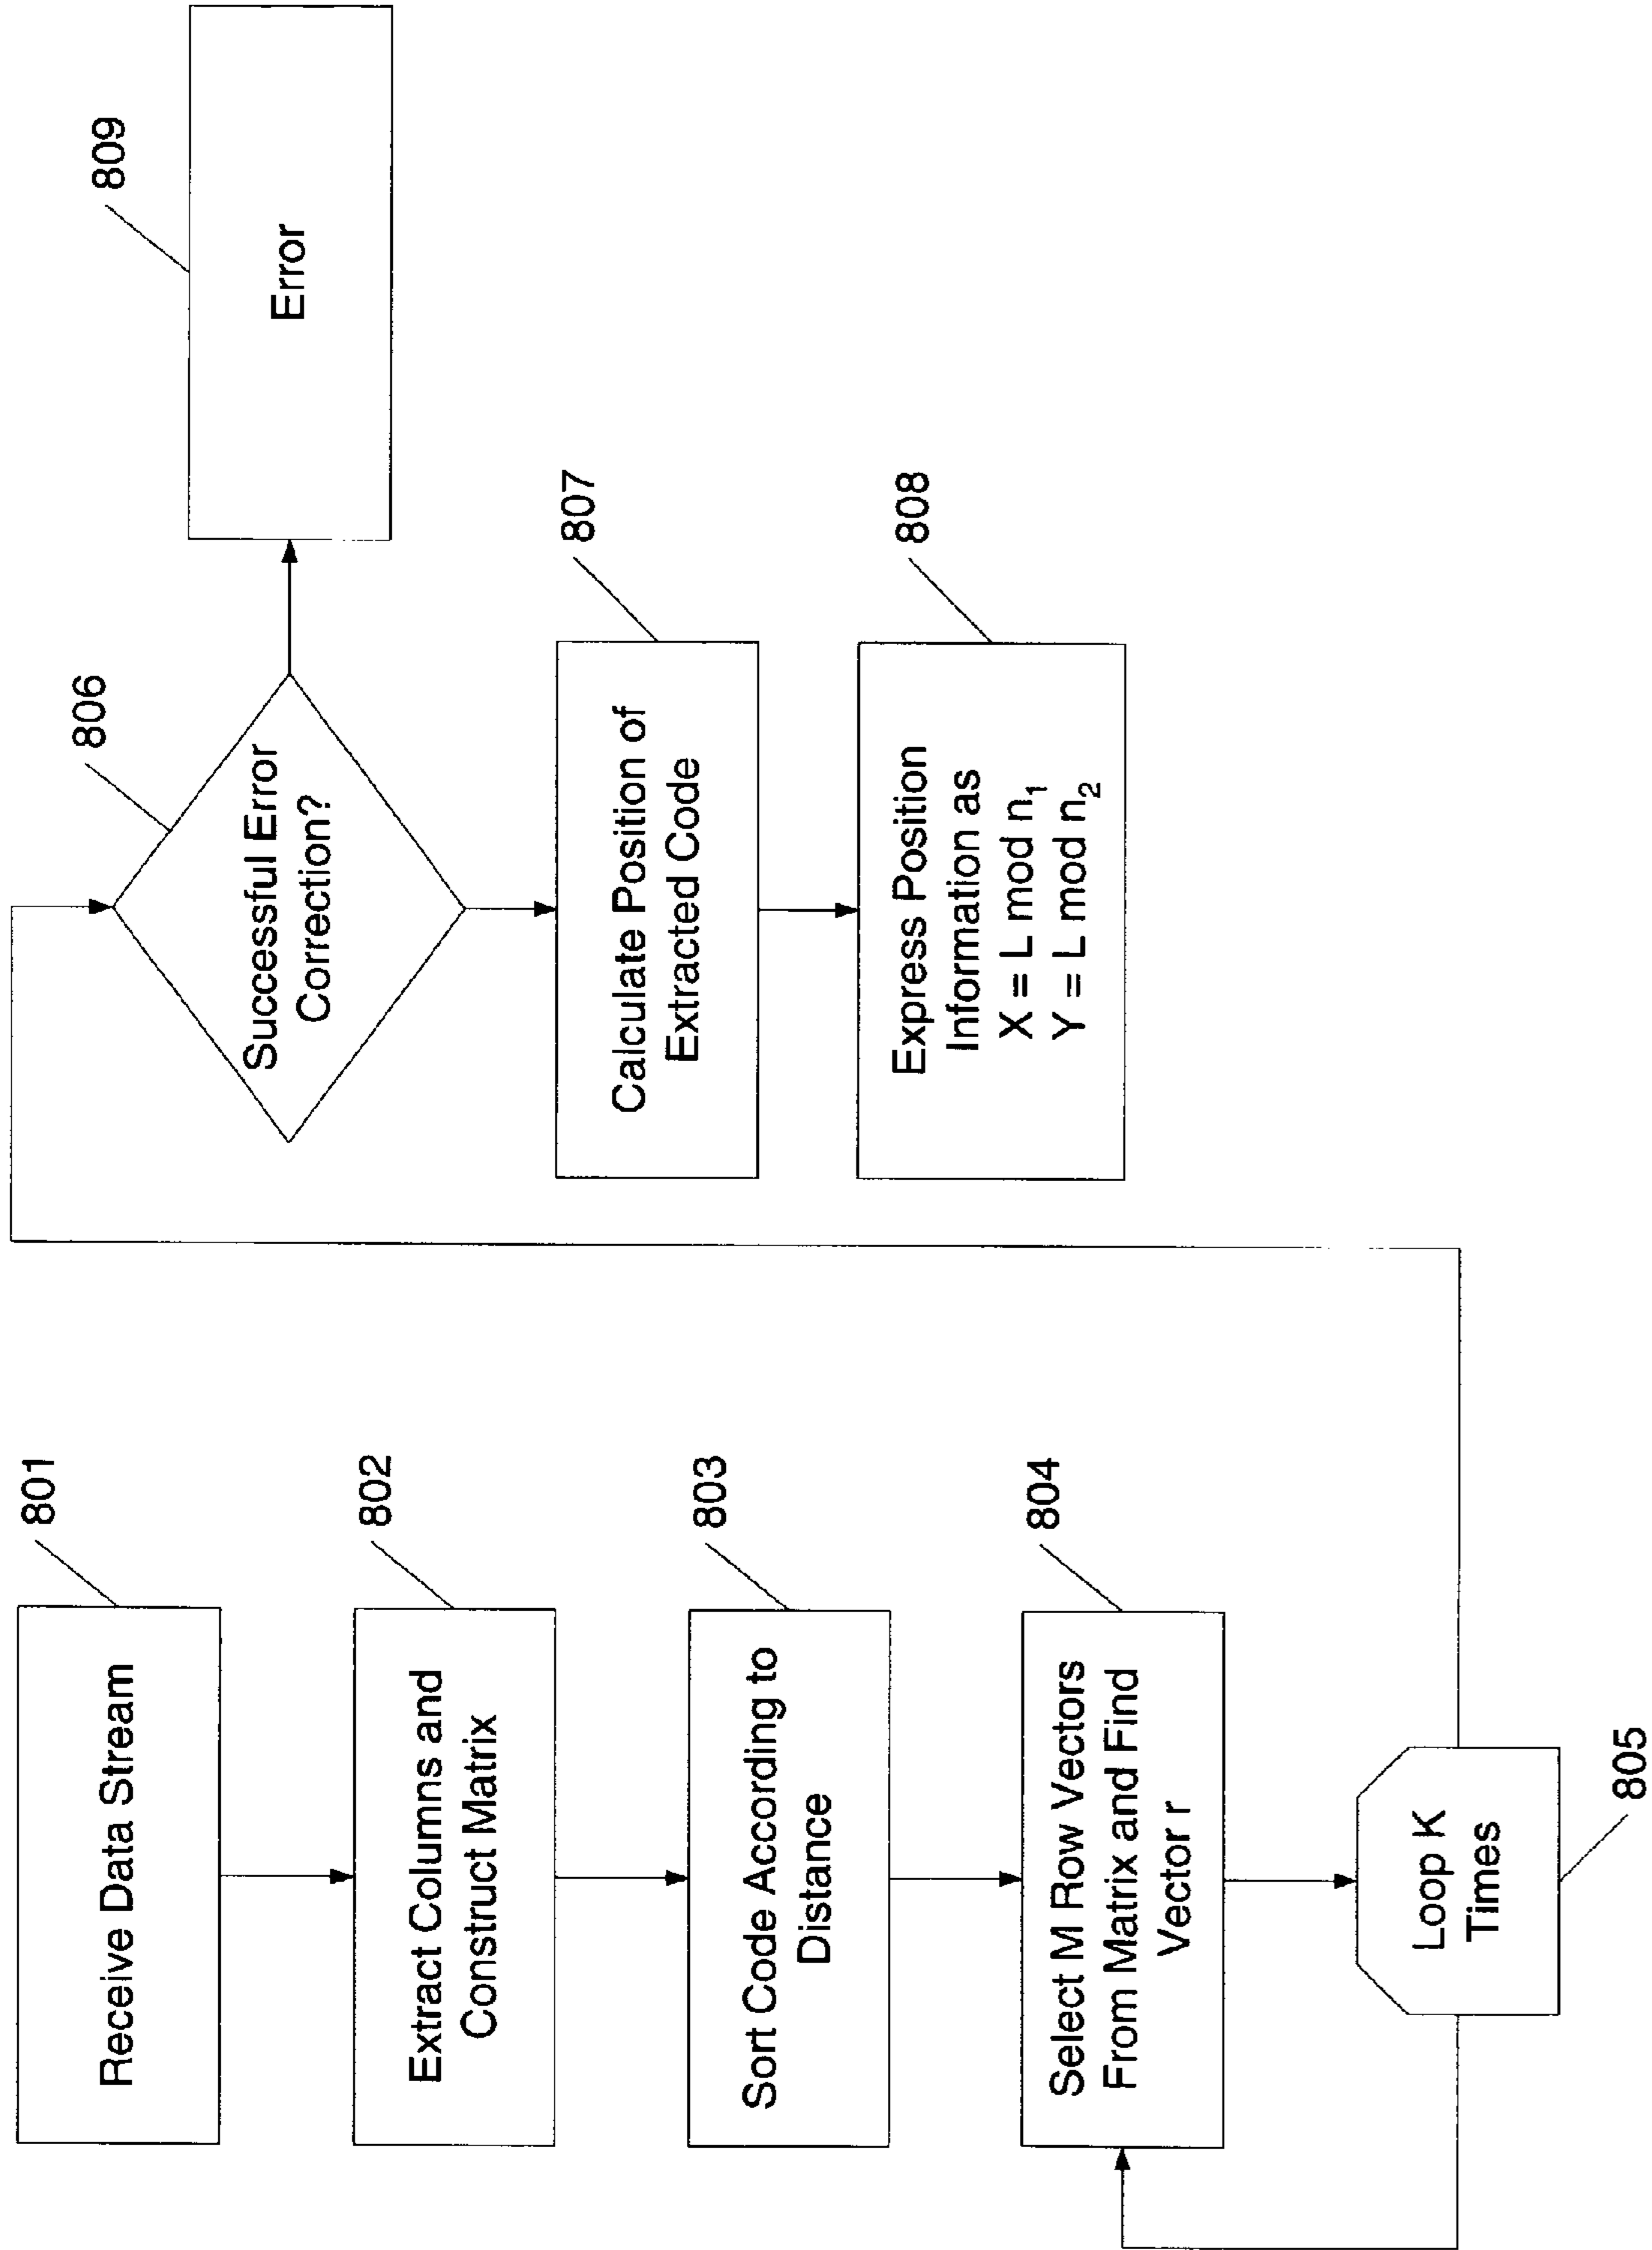 801
Receive Data Stream
802
Extract Columns and
Construct Matrix
803
Sort Code According to
Distance
804
Select M Row Vectors
From Matrix and Find
Vector r
Loop K
Times
805
806
Successful Error
Correction?
809
Error
807
Calculate Position of
Extracted Code
808
Express Position
Information as
X = L mod n₁
Y = L mod n₂